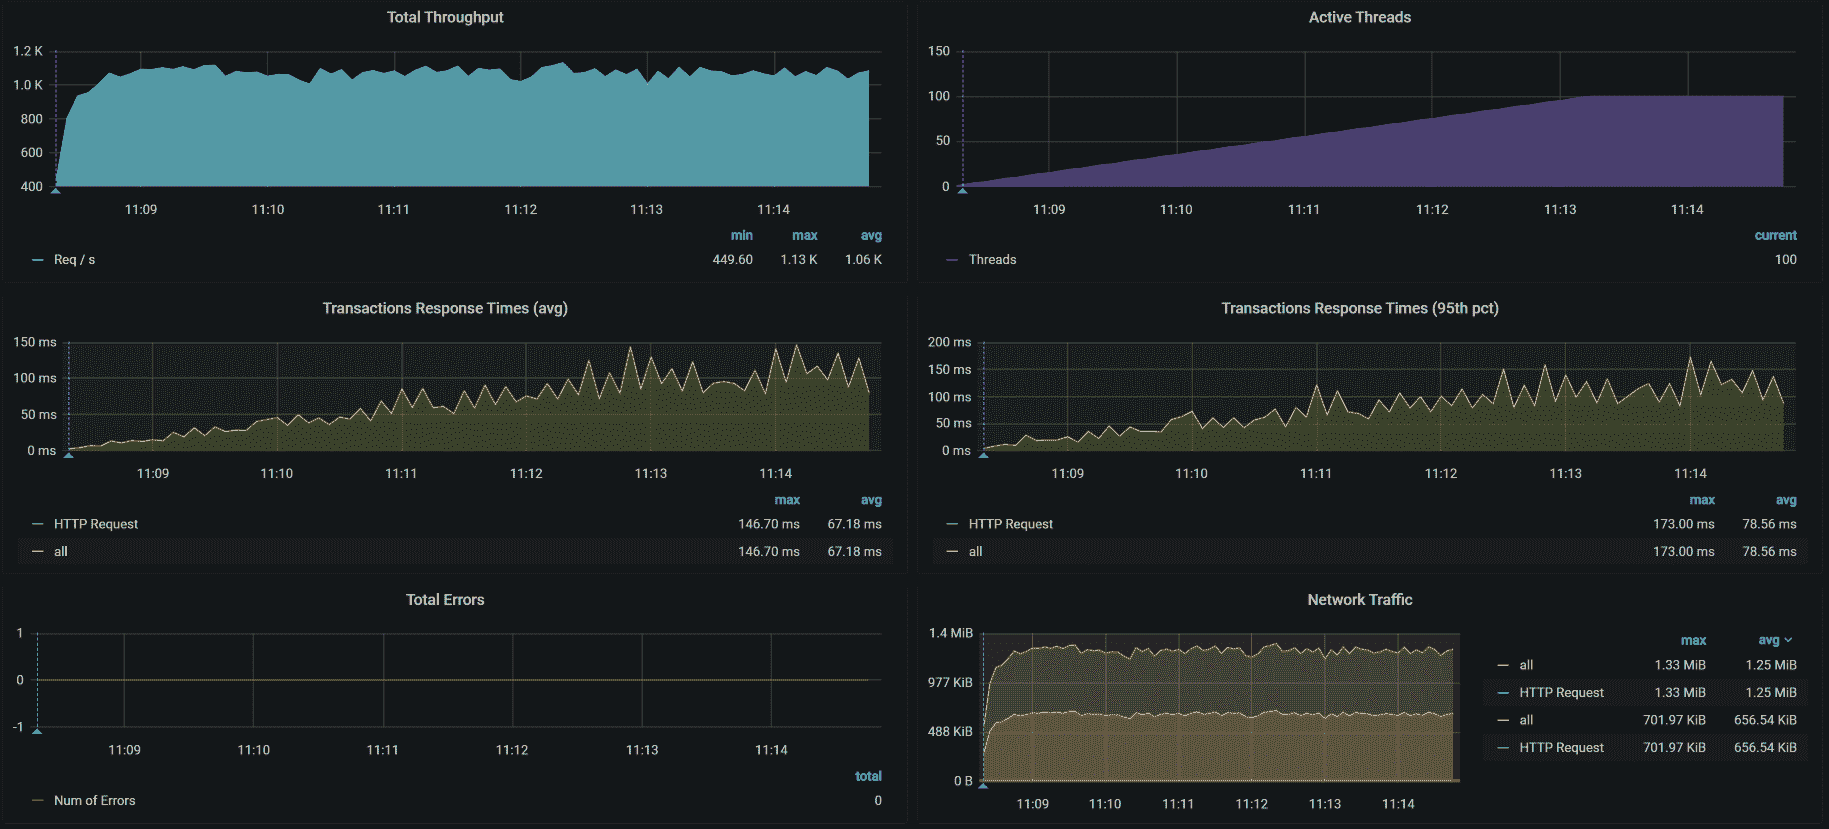 Total Throughput
1.2 K
1.0 K
800
600
400
11:09 11:10 11:11 11:12 11:13 11:14
min max avg
Req / s 449.60 1.13 K 1.06 K
Active Threads
150
100
50
0
11:09 11:10 11:11 11:12 11:13 11:14
current
Threads 100
Transactions Response Times (avg)
150 ms
100 ms
50 ms
0 ms
11:09 11:10 11:11 11:12 11:13 11:14
max avg
HTTP Request 146.70 ms 67.18 ms
all 146.70 ms 67.18 ms
Transactions Response Times (95th pct)
200 ms
150 ms
100 ms
50 ms
0 ms
11:09 11:10 11:11 11:12 11:13 11:14
max avg
HTTP Request 173.00 ms 78.56 ms
all 173.00 ms 78.56 ms
Total Errors
1
0
-1
11:09 11:10 11:11 11:12 11:13 11:14
total
Num of Errors 0
Network Traffic
1.4 MiB
977 KiB
488 KiB
0 B
11:09 11:10 11:11 11:12 11:13 11:14
max avg
all 1.33 MiB 1.25 MiB
HTTP Request 1.33 MiB 1.25 MiB
all 701.97 KiB 656.54 KiB
HTTP Request 701.97 KiB 656.54 KiB